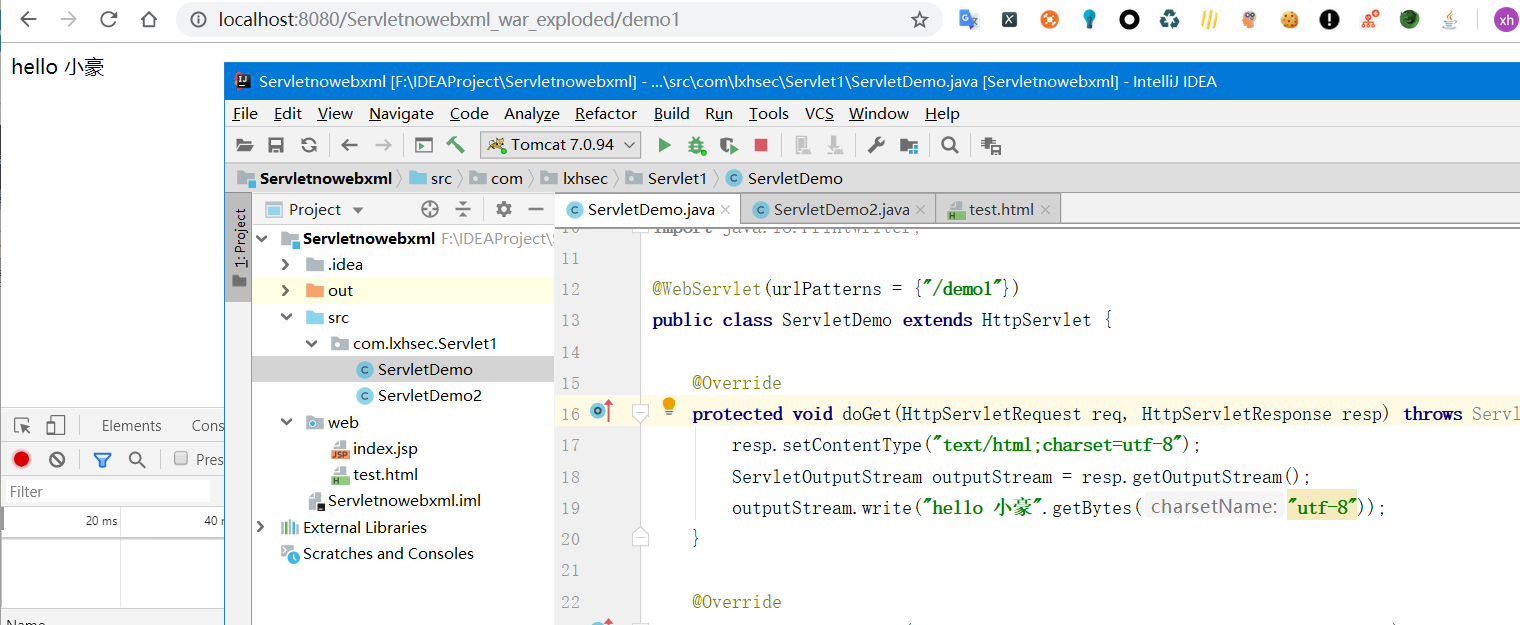 localhost:8080/Servletnowebxml_war_exploded/demo1
xh
hello 小豪
Servletnowebxml [F:\IDEAProject\Servletnowebxml] - ...\src\com\lxhsec\Servlet1\ServletDemo.java [Servletnowebxml] - IntelliJ IDEA
File Edit View Navigate Code Analyze Refactor Build Run Tools VCS Window Help
Tomcat 7.0.94
Servletnowebxml src com lxhsec Servlet1 ServletDemo
1: Project
Project
ServletDemo.java ServletDemo2.java test.html
Servletnowebxml F:\IDEAProject\
.idea
out
src
com.lxhsec.Servlet1
ServletDemo
ServletDemo2
web
index.jsp
test.html
Servletnowebxml.iml
External Libraries
Scratches and Consoles
10 import java.io.PrintWriter;
11
12 @WebServlet(urlPatterns = {"/demo1"})
13 public class ServletDemo extends HttpServlet {
14
15 @Override
16 protected void doGet(HttpServletRequest req, HttpServletResponse resp) throws Servl
17 resp.setContentType("text/html;charset=utf-8");
18 ServletOutputStream outputStream = resp.getOutputStream();
19 outputStream.write("hello 小豪".getBytes( charsetName: "utf-8"));
20 }
21
22 @Override
Elements Cons
Pres
Filter
20 ms 40
Name